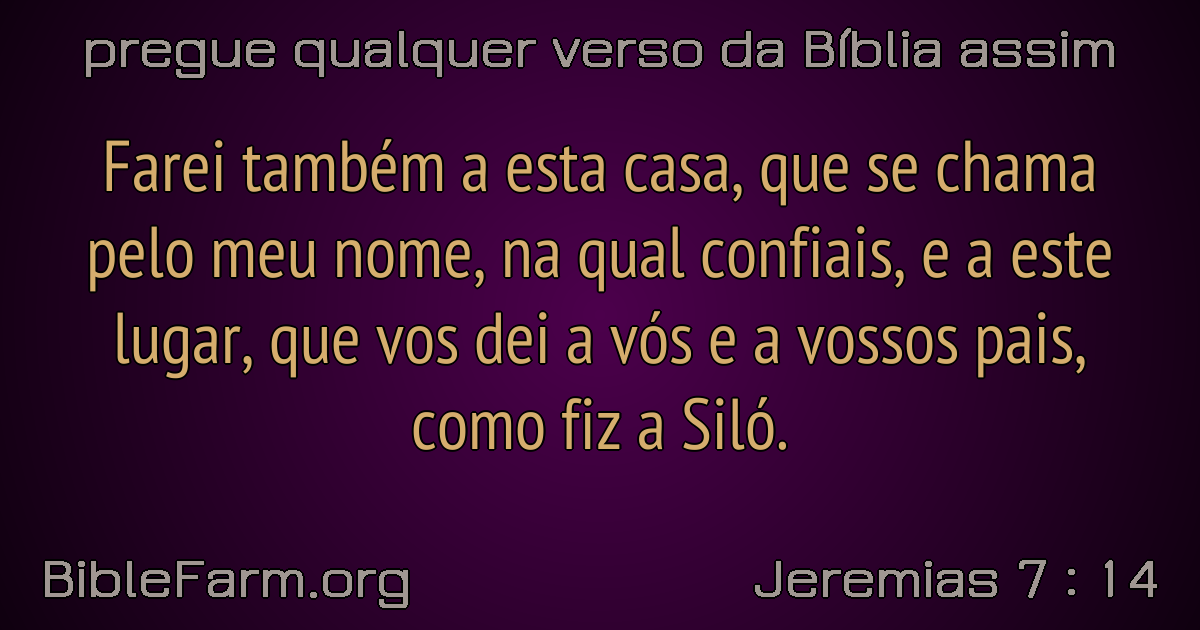 pregue qualquer verso da Bíblia assim
Farei também a esta casa, que se chama
pelo meu nome, na qual confiais, e a este
lugar, que vos dei a vós e a vossos pais,
como fiz a Siló.
BibleFarm.org
Jeremias 7 : 14